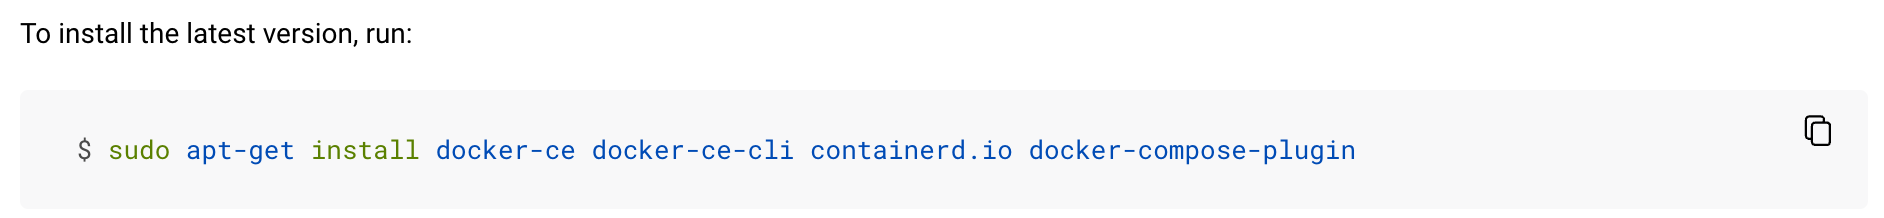 To install the latest version, run:
$ sudo apt-get install docker-ce docker-ce-cli containerd.io docker-compose-plugin